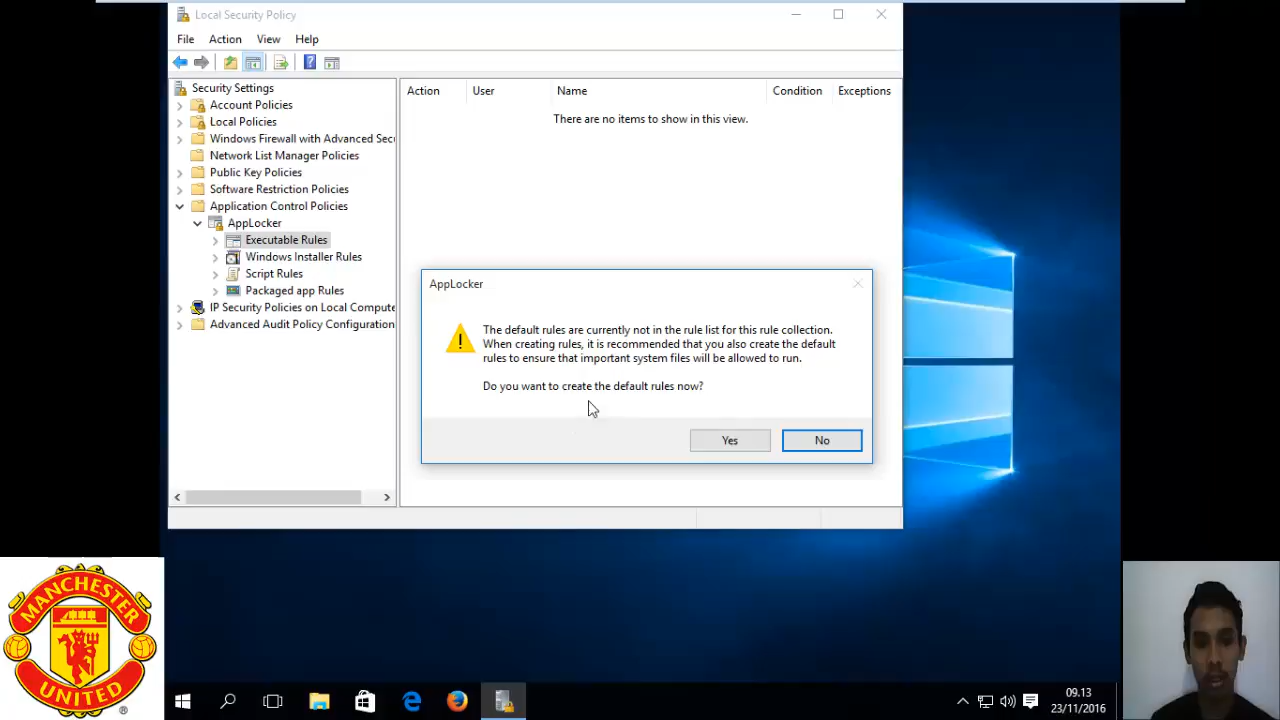 Local Security Policy
File Action View Help
Security Settings
Account Policies
Local Policies
Windows Firewall with Advanced Secu
Network List Manager Policies
Public Key Policies
Software Restriction Policies
Application Control Policies
AppLocker
Executable Rules
Windows Installer Rules
Script Rules
Packaged app Rules
IP Security Policies on Local Compute
Advanced Audit Policy Configuration
Action User Name Condition Exceptions
There are no items to show in this view.
AppLocker
The default rules are currently not in the rule list for this rule collection.
When creating rules, it is recommended that you also create the default
rules to ensure that important system files will be allowed to run.
Do you want to create the default rules now?
Yes No
MANCHESTER
UNITED
®
09.13
23/11/2016